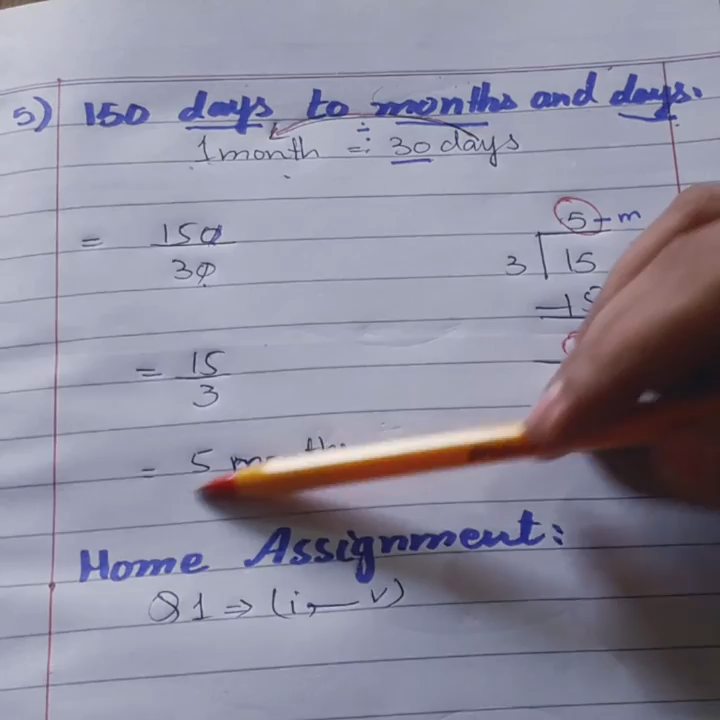 5) 150 days to months and days.
÷
1 month = 30 days
= 150/30
5 → m
3 15
-15
= 15/3
= 5
Home Assignment:
Q1 ⇒ (i, — v)